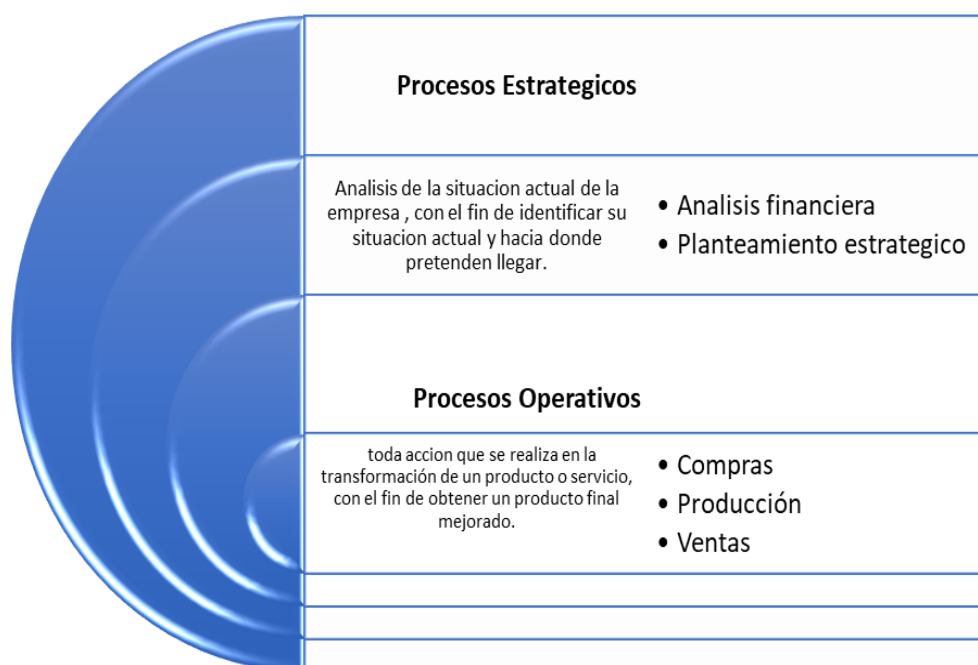 Procesos Estrategicos
Analisis de la situacion actual de la
empresa , con el fin de identificar su
situacion actual y hacia donde
pretenden llegar.
• Analisis financiera
• Planteamiento estrategico
Procesos Operativos
toda accion que se realiza en la
transformación de un producto o servicio,
con el fin de obtener un producto final
mejorado.
• Compras
• Producción
• Ventas